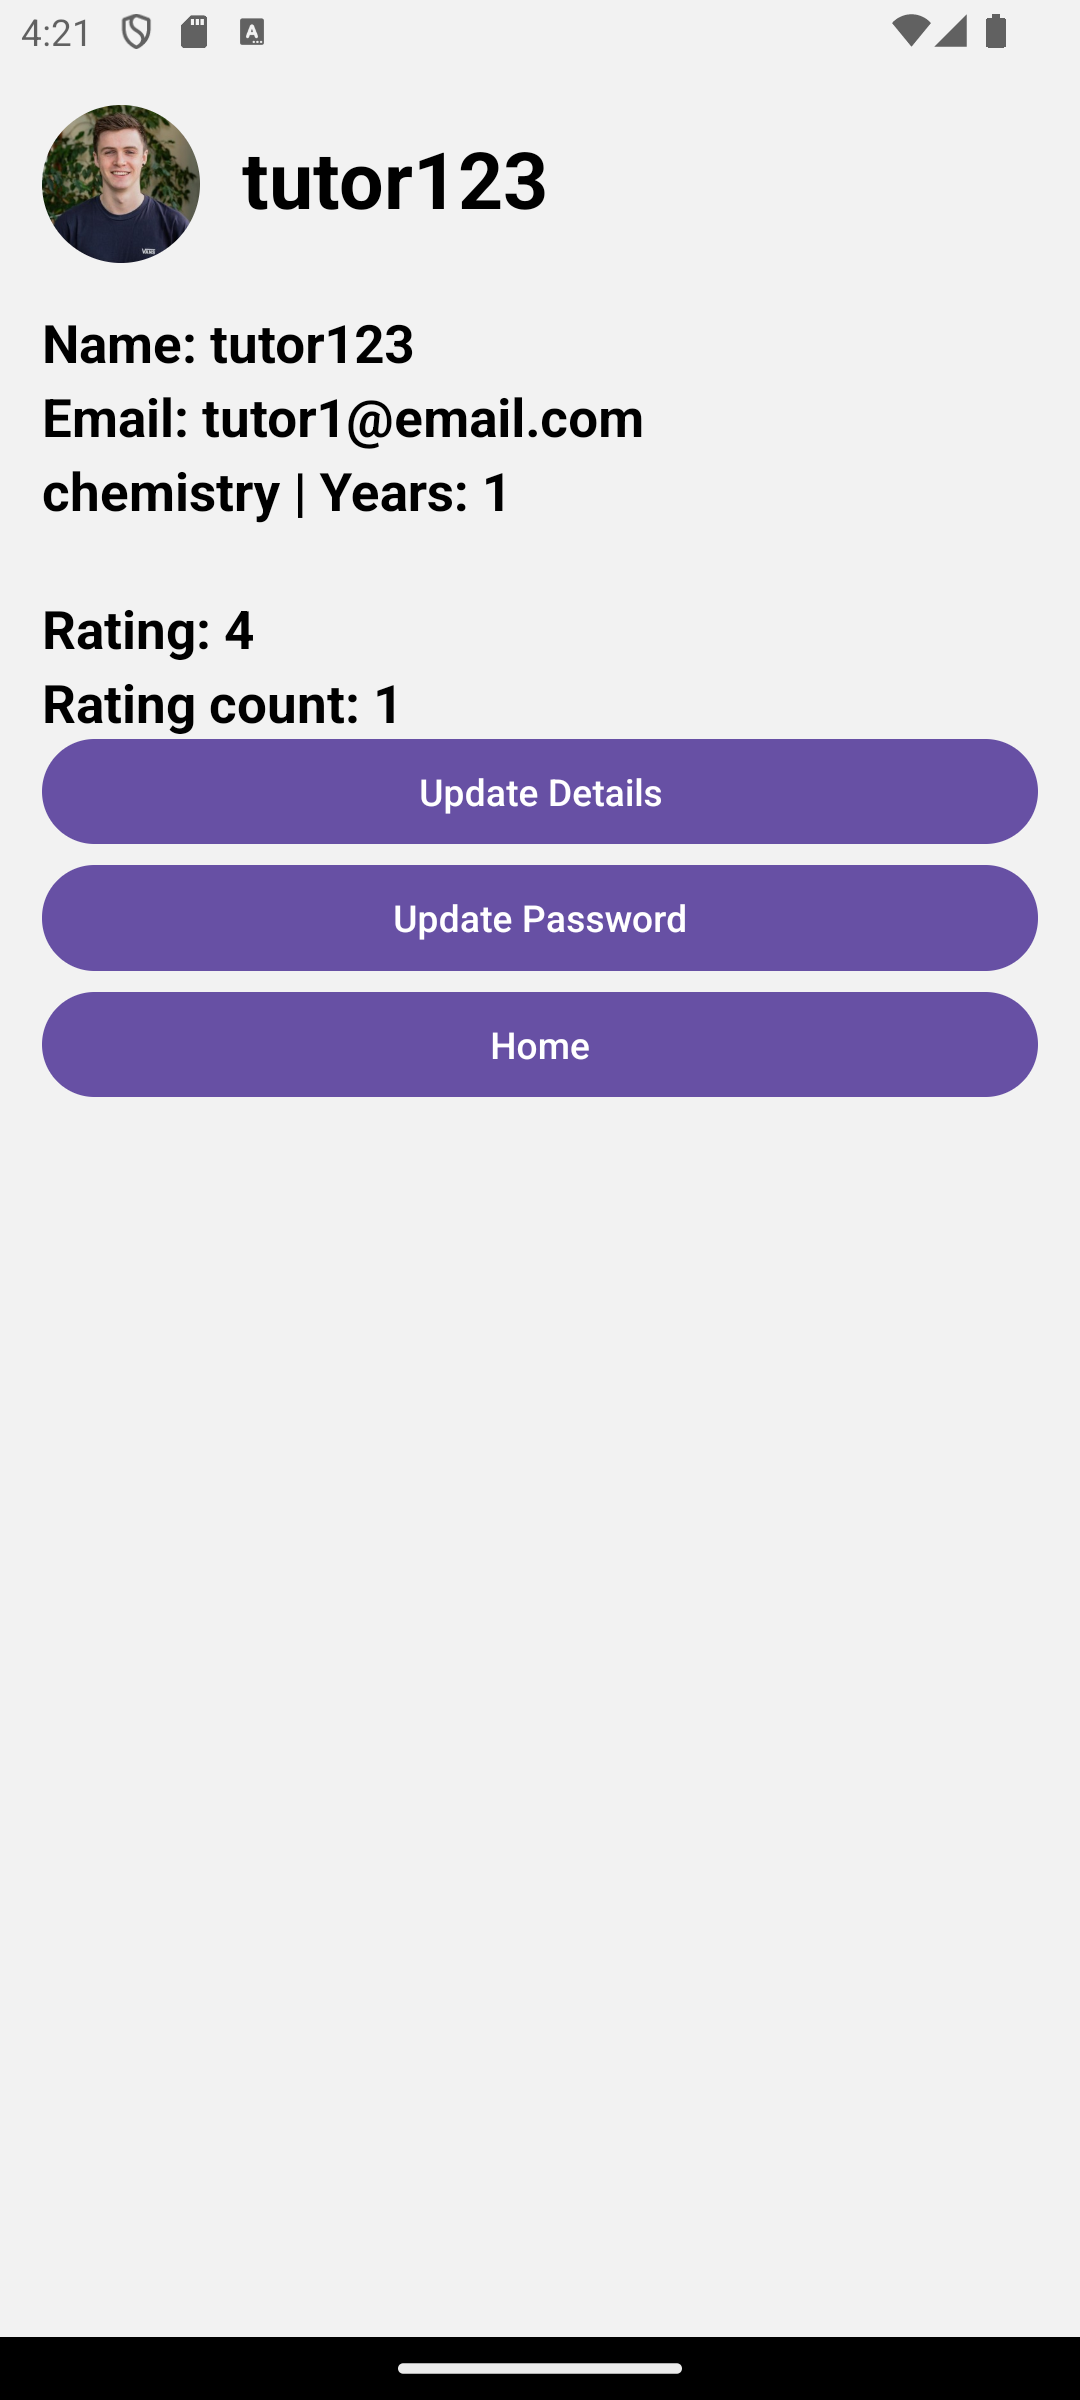 4:21
tutor123
Name: tutor123
Email: tutor1@email.com
chemistry | Years: 1
Rating: 4
Rating count: 1
Update Details
Update Password
Home